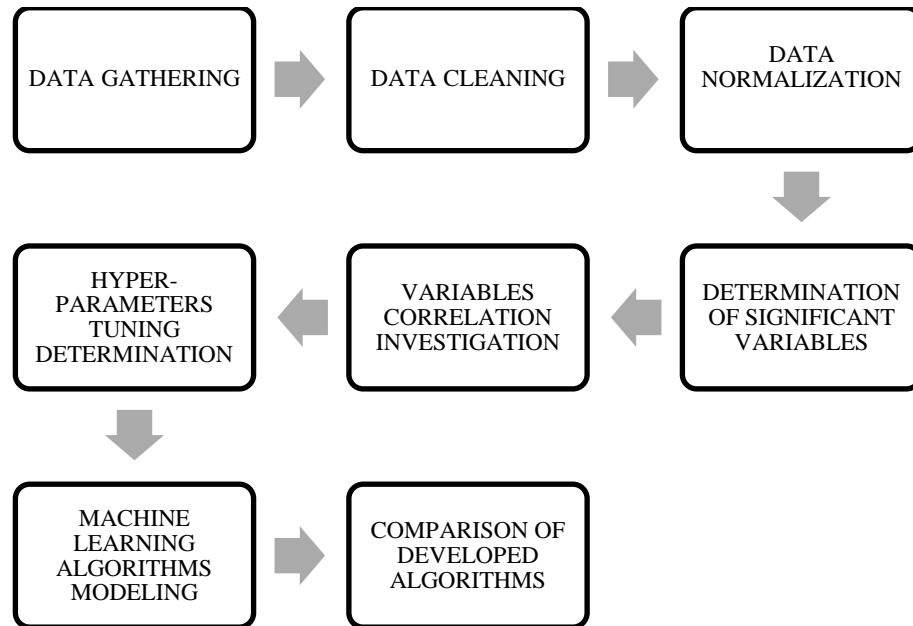 DATA GATHERING
DATA CLEANING
DATA
NORMALIZATION
DETERMINATION
OF SIGNIFICANT
VARIABLES
VARIABLES
CORRELATION
INVESTIGATION
HYPER-
PARAMETERS
TUNING
DETERMINATION
MACHINE
LEARNING
ALGORITHMS
MODELING
COMPARISON OF
DEVELOPED
ALGORITHMS